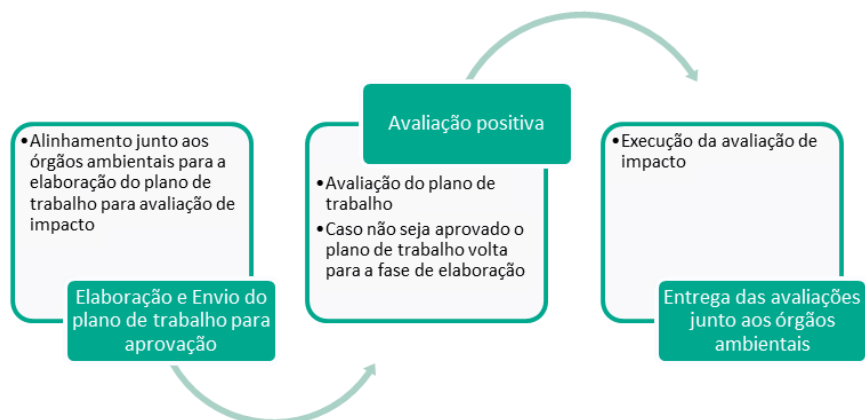 •Alinhamento junto aos
órgãos ambientais para a
elaboração do plano de
trabalho para avaliação de
impacto
Elaboração e Envio do
plano de trabalho para
aprovação
Avaliação positiva
•Avaliação do plano de
trabalho
•Caso não seja aprovado o
plano de trabalho volta
para a fase de elaboração
•Execução da avaliação de
impacto
Entrega das avaliações
junto aos órgãos
ambientais